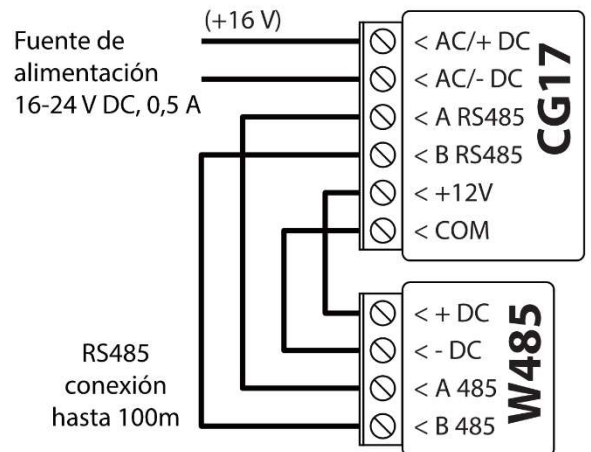 (+16 V)
Fuente de
alimentación
16-24 V DC, 0,5 A
< AC/+ DC
< AC/- DC
< A RS485
< B RS485
< +12V
< COM
CG17
< + DC
< - DC
< A 485
< B 485
W485
RS485
conexión
hasta 100m